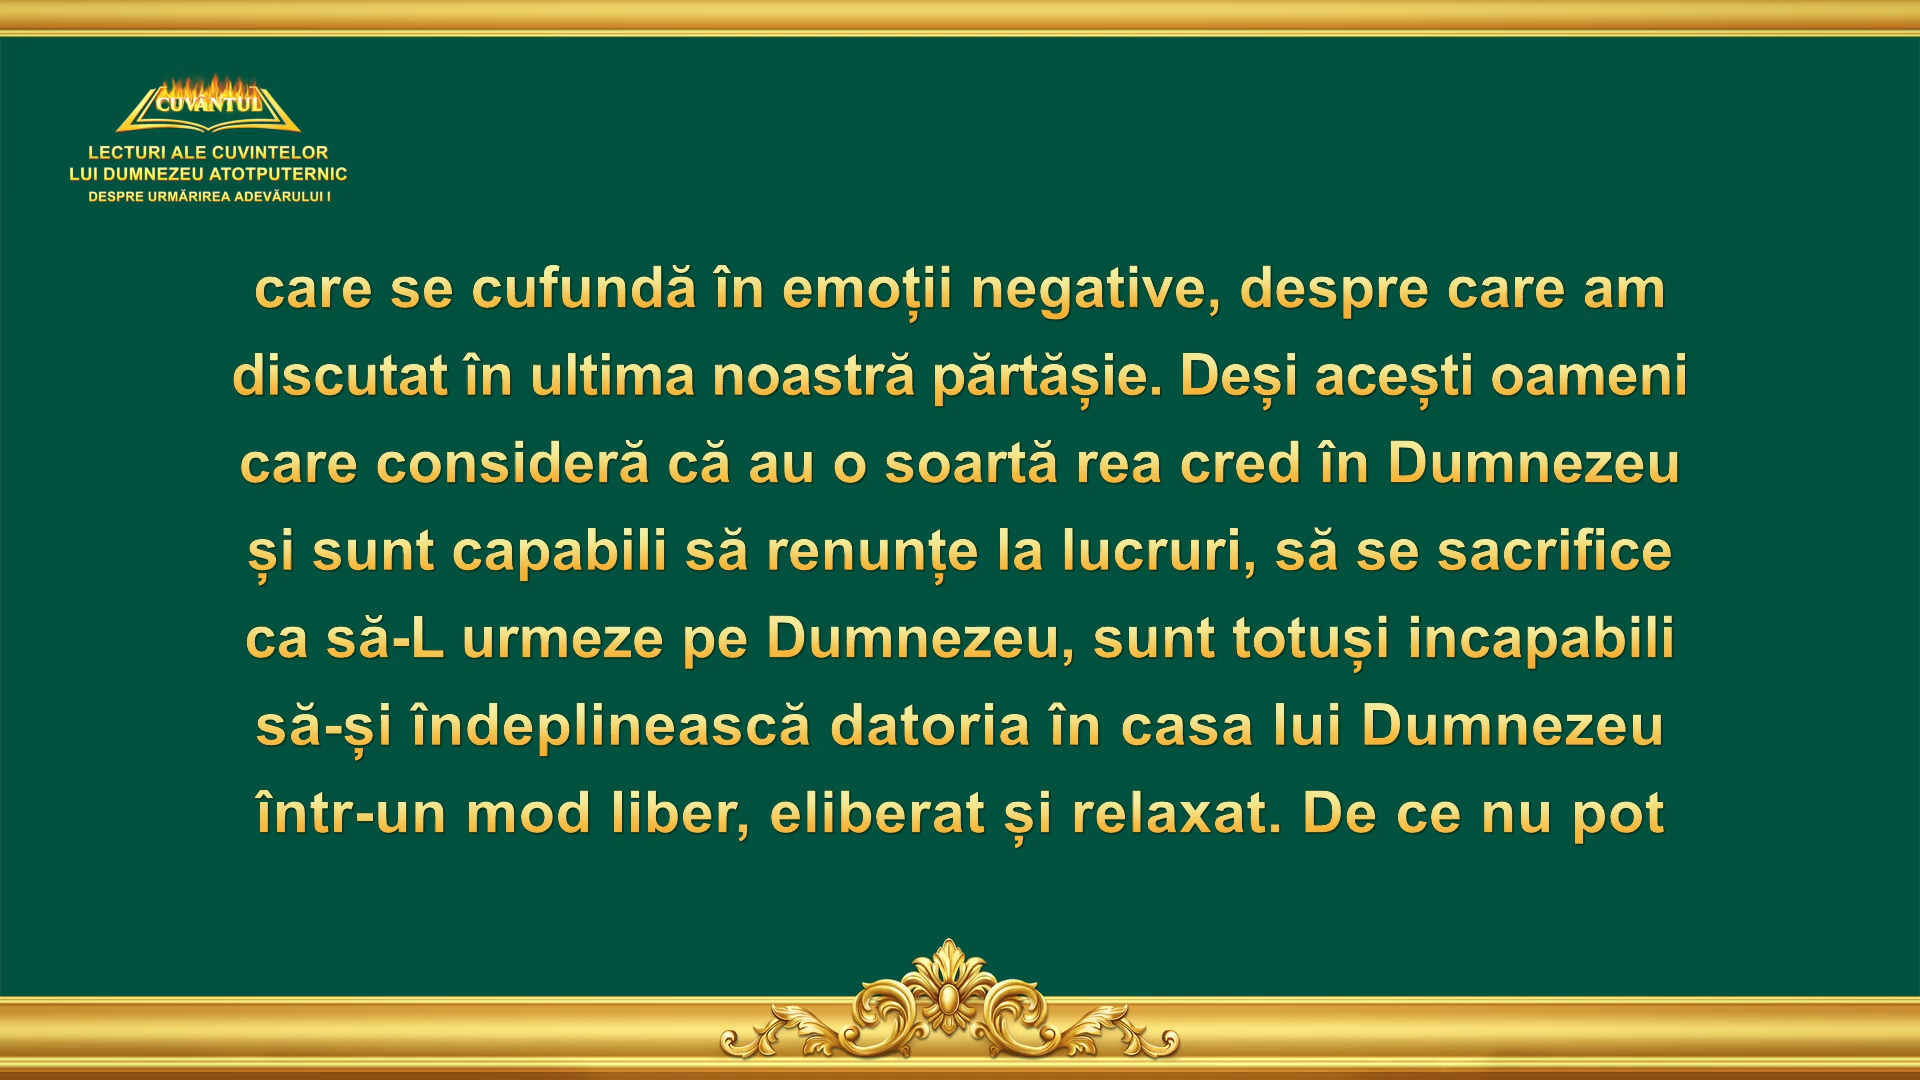 CUVÂNTUL
LECTURI ALE CUVINTELOR
LUI DUMNEZEU ATOTPUTERNIC
DESPRE URMĂRIREA ADEVĂRULUI I
care se cufundă în emoții negative, despre care am
discutat în ultima noastră părtășie. Deși acești oameni
care consideră că au o soartă rea cred în Dumnezeu
și sunt capabili să renunțe la lucruri, să se sacrifice
ca să-L urmeze pe Dumnezeu, sunt totuși incapabili
să-și îndeplinească datoria în casa lui Dumnezeu
într-un mod liber, eliberat și relaxat. De ce nu pot